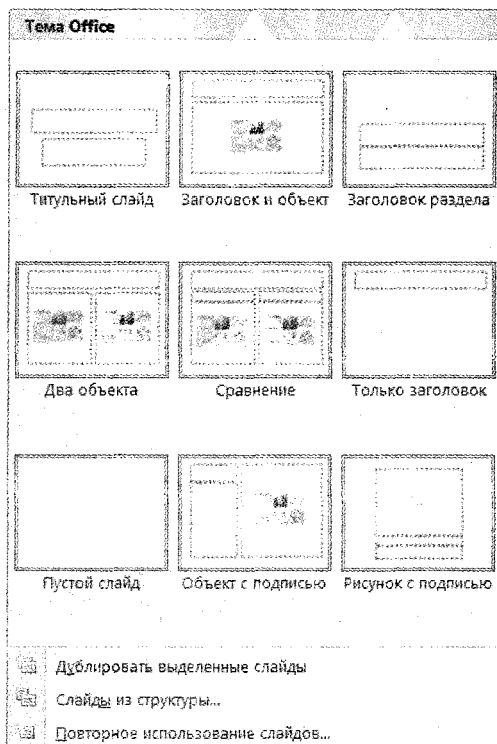 Тема Office
Титульный слайд
Заголовок и объект
Заголовок раздела
Два объекта
Сравнение
Только заголовок
Пустой слайд
Объект с подписью
Рисунок с подписью
Дублировать выделенные слайды
Слайды из структуры...
Повторное использование слайдов...